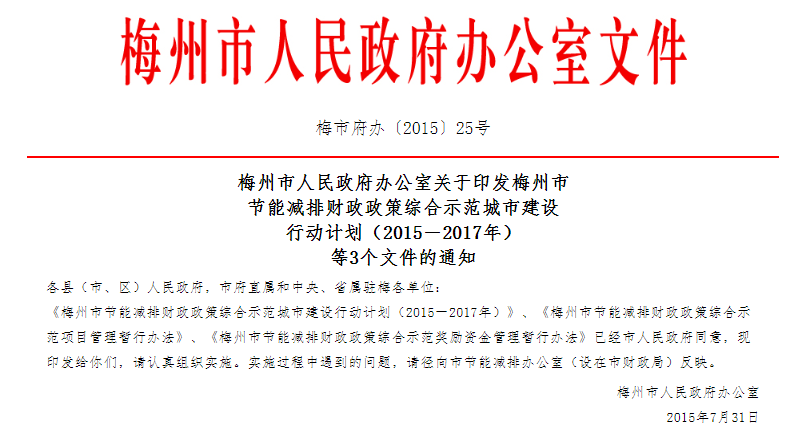 梅州市人民政府办公室文件
梅市府办〔2015〕25号
梅州市人民政府办公室关于印发梅州市
节能减排财政政策综合示范城市建设
行动计划（2015－2017年）
等3个文件的通知
各县（市、区）人民政府，市府直属和中央、省属驻梅各单位：
《梅州市节能减排财政政策综合示范城市建设行动计划（2015－2017年）》、《梅州市节能减排财政政策综合示
范项目管理暂行办法》、《梅州市节能减排财政政策综合示范奖励资金管理暂行办法》已经市人民政府同意，现
印发给你们，请认真组织实施。实施过程中遇到的问题，请径向市节能减排办公室（设在市财政局）反映。
梅州市人民政府办公室
2015年7月31日